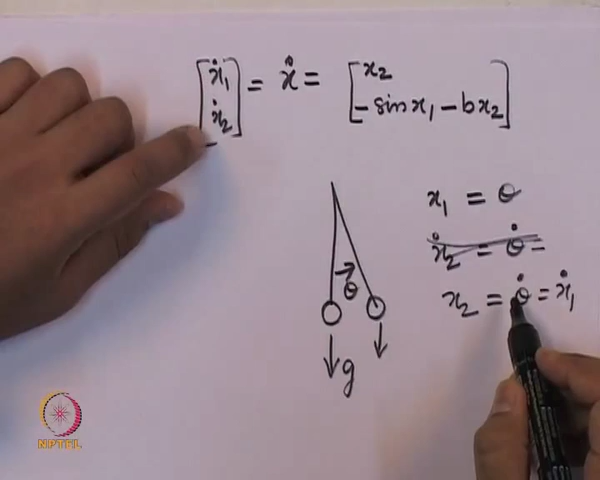 [ẋ₁ ẋ₂] = ẋ = [x₂ -sin x₁ - bx₂]
x₁ = θ
ẋ₂ = θ̇ =
x₂ = θ̇ = ẋ₁
θ
g
NPTEL